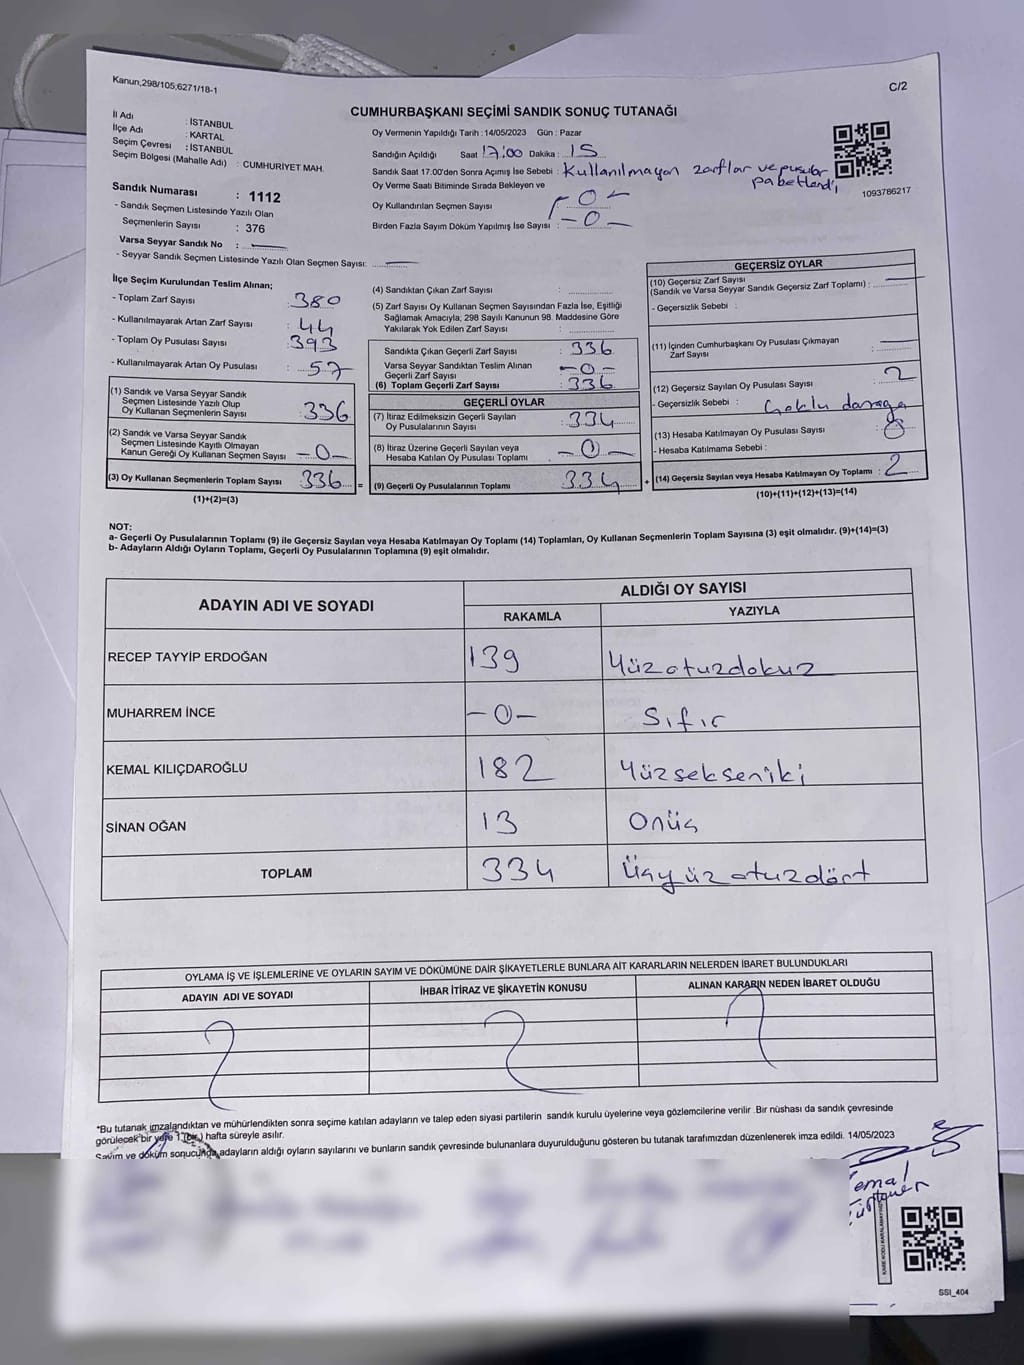 Kanun,298/105,6271/18-1
C/2
CUMHURBAŞKANI SEÇİMİ SANDIK SONUÇ TUTANAĞI
İl Adı : İSTANBUL
İlçe Adı : KARTAL
Seçim Çevresi : İSTANBUL
Seçim Bölgesi (Mahalle Adı) : CUMHURİYET MAH.
Sandık Numarası : 1112
- Sandık Seçmen Listesinde Yazılı Olan
Seçmenlerin Sayısı : 376
Varsa Seyyar Sandık No :
- Seyyar Sandık Seçmen Listesinde Yazılı Olan Seçmen Sayısı:
Oy Vermenin Yapıldığı Tarih :14/05/2023 Gün : Pazar
Sandığın Açıldığı Saat 17:00 Dakika : 15
Sandık Saat 17:00'den Sonra Açımış İse Sebebi : Kullanılmayan zarflar ve pusular
paketlendi
Oy Verme Saati Bitiminde Sırada Bekleyen ve
Oy Kullandırılan Seçmen Sayısı : -0-
Birden Fazla Sayım Döküm Yapılmış İse Sayısı : -0-
1093786217
İlçe Seçim Kurulundan Teslim Alınan;
- Toplam Zarf Sayısı : 380
- Kullanılmayarak Artan Zarf Sayısı : 44
- Toplam Oy Pusulası Sayısı : 393
- Kullanılmayarak Artan Oy Pusulası : 57
(1) Sandık ve Varsa Seyyar Sandık
Seçmen Listesinde Yazılı Olup
Oy Kullanan Seçmenlerin Sayısı : 336
(2) Sandık ve Varsa Seyyar Sandık
Seçmen Listesinde Kayıtlı Olmayan
Kanun Gereği Oy Kullanan Seçmen Sayısı -0-
(3) Oy Kullanan Seçmenlerin Toplam Sayısı 336 =
(1)+(2)=(3)
(4) Sandıktan Çıkan Zarf Sayısı :
(5) Zarf Sayısı Oy Kullanan Seçmen Sayısından Fazla İse, Eşitliği
Sağlamak Amacıyla; 298 Sayılı Kanunun 98. Maddesine Göre
Yakılarak Yok Edilen Zarf Sayısı :
Sandıkta Çıkan Geçerli Zarf Sayısı : 336
Varsa Seyyar Sandıktan Teslim Alınan
Geçerli Zarf Sayısı : -0-
(6) Toplam Geçerli Zarf Sayısı : 336
GEÇERLİ OYLAR
(7) İtiraz Edilmeksizin Geçerli Sayılan
Oy Pusulalarının Sayısı : 334
(8) İtiraz Üzerine Geçerli Sayılan veya
Hesaba Katılan Oy Pusulası Toplamı -0-
(9) Geçerli Oy Pusulalarının Toplamı 334 +
GEÇERSİZ OYLAR
(10) Geçersiz Zarf Sayısı
(Sandık ve Varsa Seyyar Sandık Geçersiz Zarf Toplamı) :
- Geçersizlik Sebebi :
(11) İçinden Cumhurbaşkanı Oy Pusulası Çıkmayan
Zarf Sayısı :
(12) Geçersiz Sayılan Oy Pusulası Sayısı : 2
- Geçersizlik Sebebi : Çoklu damga
(13) Hesaba Katılmayan Oy Pusulası Sayısı :
- Hesaba Katılmama Sebebi :
(14) Geçersiz Sayılan veya Hesaba Katılmayan Oy Toplamı : 2
(10)+(11)+(12)+(13)=(14)
NOT:
a- Geçerli Oy Pusulalarının Toplamı (9) ile Geçersiz Sayılan veya Hesaba Katılmayan Oy Toplamı (14) Toplamları, Oy Kullanan Seçmenlerin Toplam Sayısına (3) eşit olmalıdır. (9)+(14)=(3)
b- Adayların Aldığı Oyların Toplamı, Geçerli Oy Pusulalarının Toplamına (9) eşit olmalıdır.
ADAYIN ADI VE SOYADI
ALDIĞI OY SAYISI
RAKAMLA YAZIYLA
RECEP TAYYİP ERDOĞAN 139 Yüzotuzdokuz
MUHARREM İNCE -0- Sıfır
KEMAL KILIÇDAROĞLU 182 Yüzsekseniki
SİNAN OĞAN 13 Onüç
TOPLAM 334 Üçyüzotuzdört
OYLAMA İŞ VE İŞLEMLERİNE VE OYLARIN SAYIM VE DÖKÜMÜNE DAİR ŞİKAYETLERLE BUNLARA AİT KARARLARIN NELERDEN İBARET BULUNDUKLARI
ADAYIN ADI VE SOYADI İHBAR İTİRAZ VE ŞİKAYETİN KONUSU ALINAN KARARIN NEDEN İBARET OLDUĞU
*Bu tutanak imzalandıktan ve mühürlendikten sonra seçime katılan adayların ve talep eden siyasi partilerin sandık kurulu üyelerine veya gözlemcilerine verilir .Bir nüshası da sandık çevresinde
görülecek bir yere 1 (bir) hafta süreyle asılır.
Sayım ve döküm sonucunda adayların aldığı oyların sayılarını ve bunların sandık çevresinde bulunanlara duyurulduğunu gösteren bu tutanak tarafımızdan düzenlenerek imza edildi. 14/05/2023
SSI_404